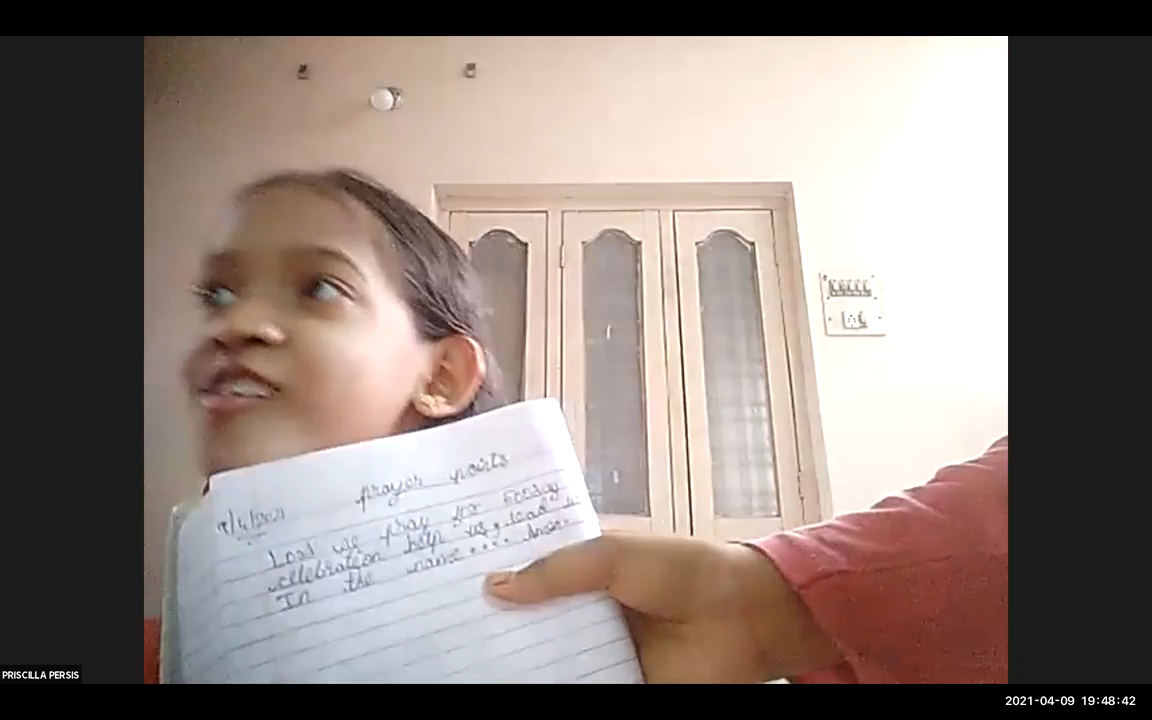 prayer points
9/4/2021
Lord we pray for
celebration help us, lead us
In the name.... Amen.
PRISCILLA PERSIS
2021-04-09 19:48:42